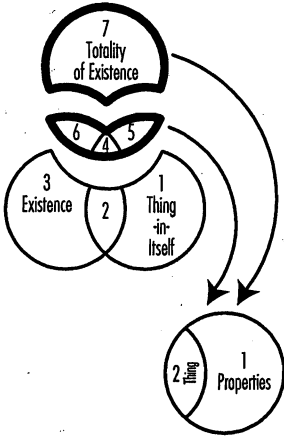 7
Totality
of Existence
6
5
4
3
Existence
2
1
Thing
-in-
Itself
2 Thing
1
Properties